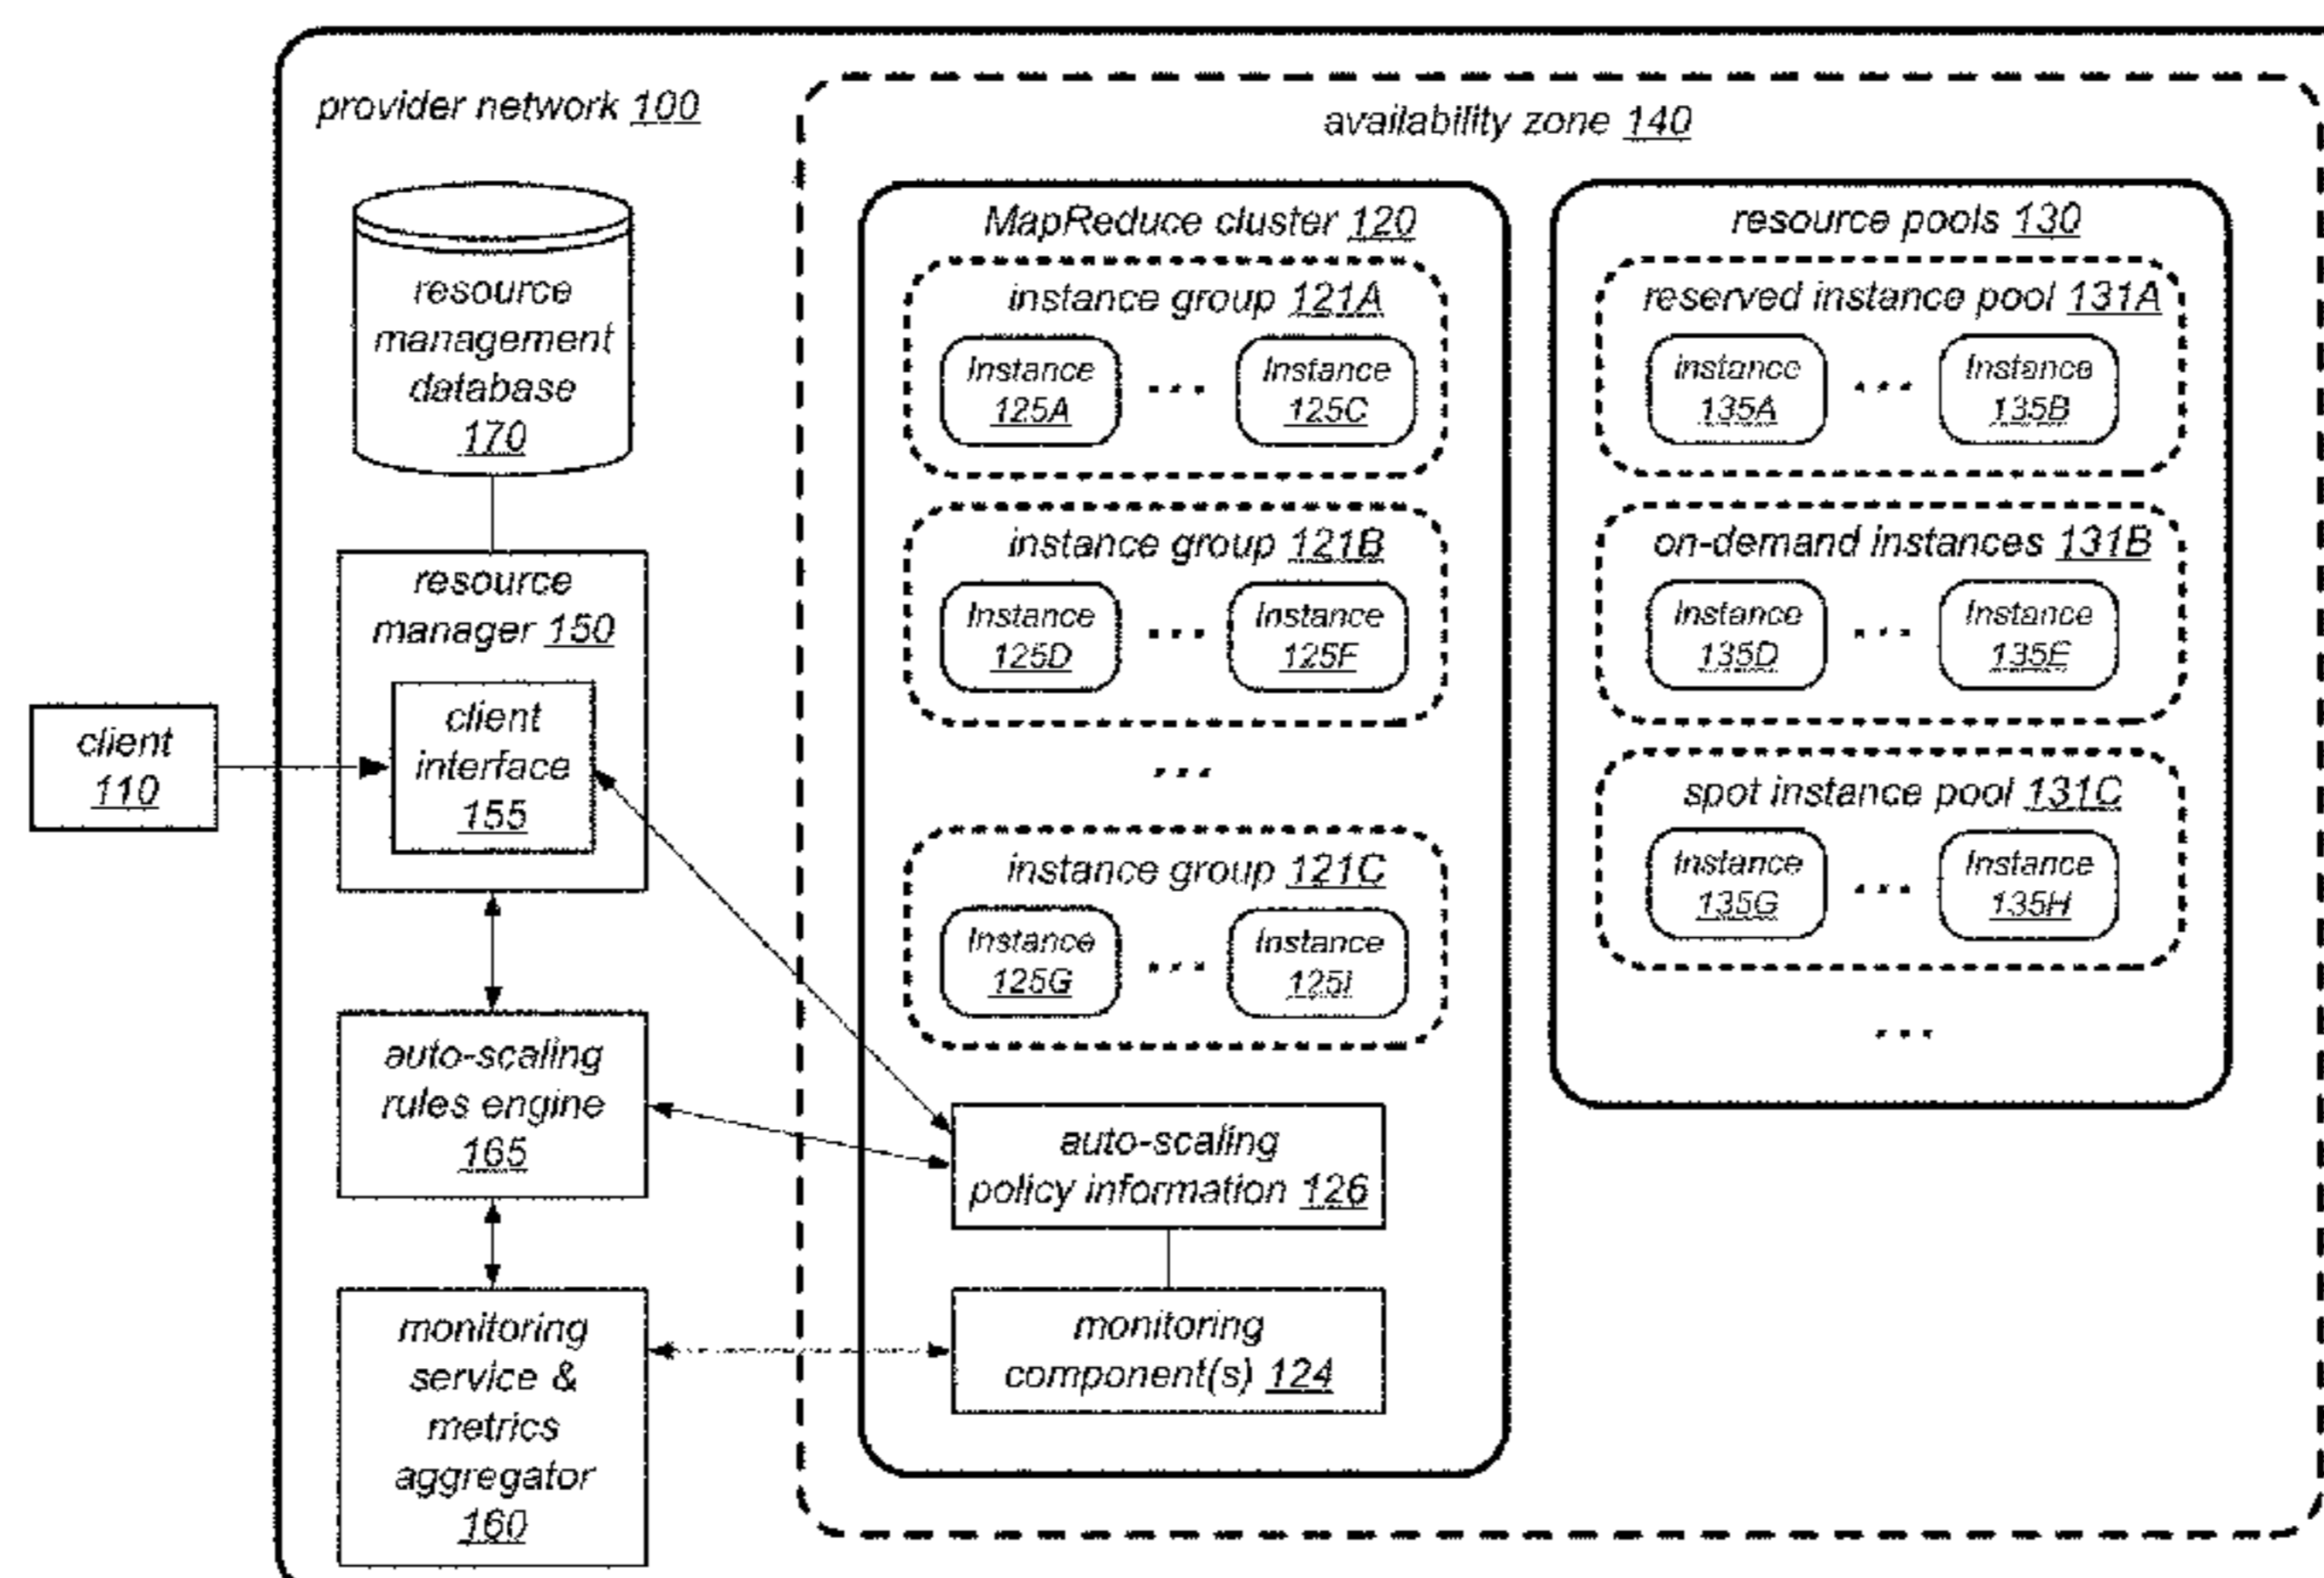 provider network 100
availability zone 140
resource
management
database
170
resource
manager 150
client
interface
155
client
110
auto-scaling
rules engine
165
monitoring
service &
metrics
aggregator
160
MapReduce cluster 120
instance group 121A
Instance
125A
...
Instance
125C
instance group 121B
Instance
125D
...
Instance
125F
...
instance group 121C
Instance
125G
...
Instance
125I
auto-scaling
policy information 126
monitoring
component(s) 124
resource pools 130
reserved instance pool 131A
Instance
135A
...
Instance
135B
on-demand instances 131B
Instance
135D
...
Instance
135E
spot instance pool 131C
Instance
135G
...
Instance
135H
...